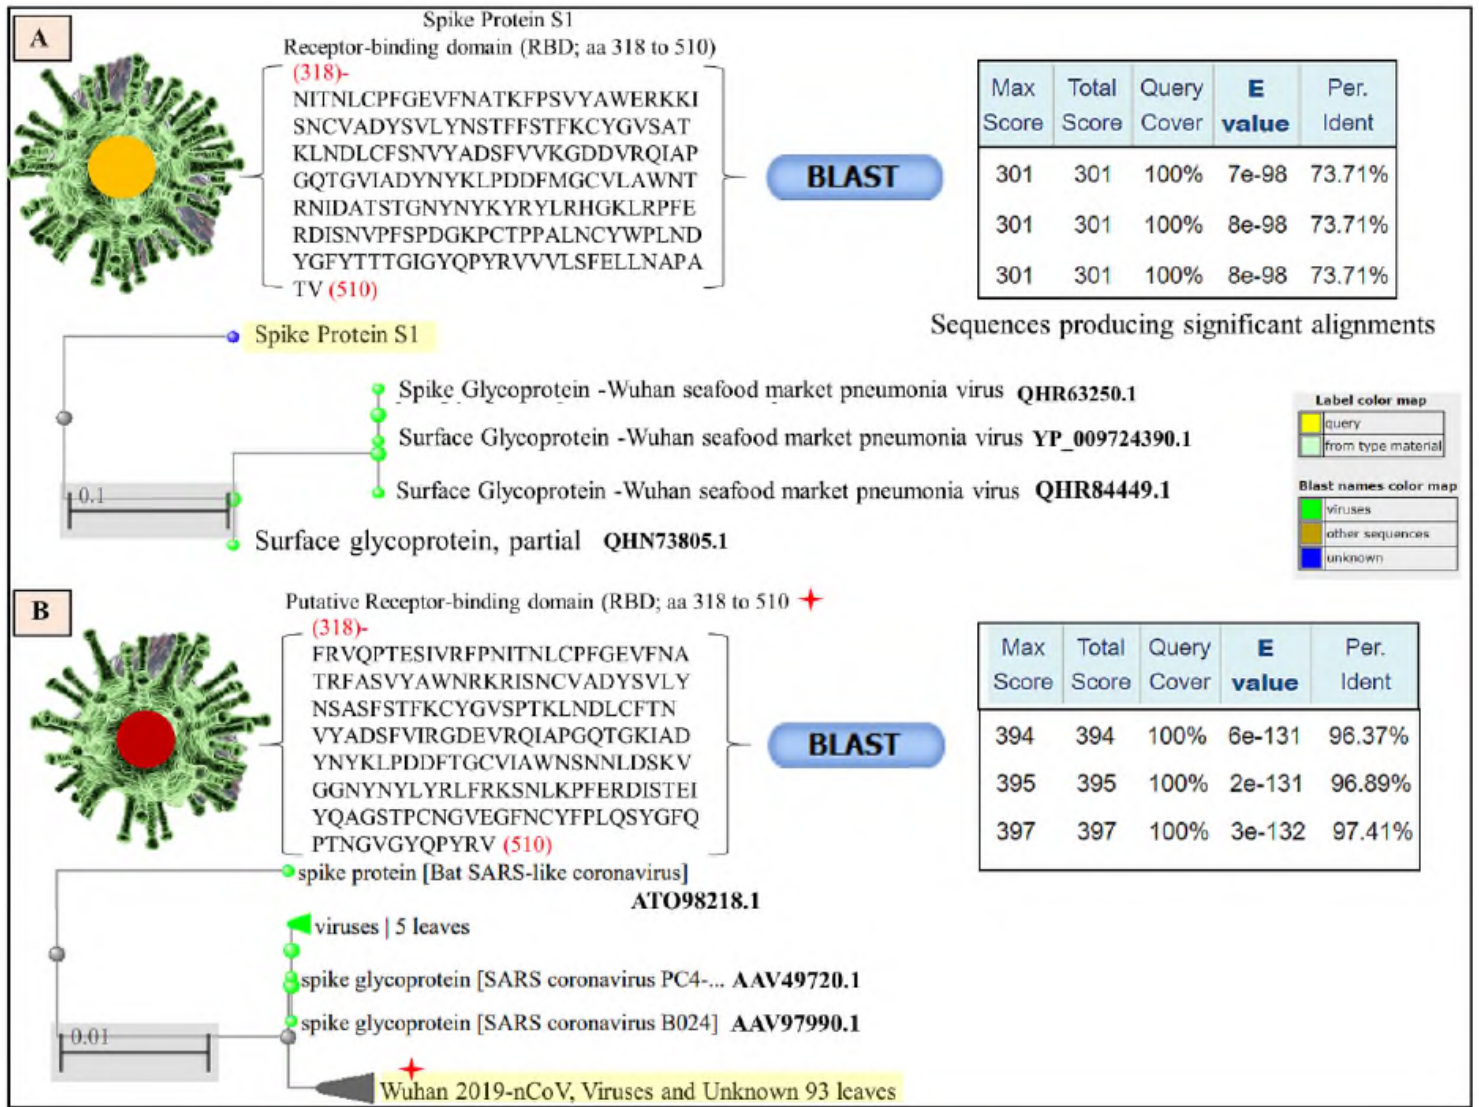 A
Spike Protein S1
Receptor-binding domain (RBD; aa 318 to 510)
(318)-
NITNLCPFGEVFNATKFPSVYAWERKKI
SNCVADYSVLYNSTFFSTFKCYGVSAT
KLNDLCFSNVYADSFVVKGDDVRQIAP
GQTGVIADYNYKLPDDFMGCVLAWNT
RNIDATSTGNYNYKYRYLRHGKLRPFE
RDISNVPFSPDGKPCTPPALNCYWPLND
YGFYTTTGIGYQPYRVVVLSFELLNAPA
TV (510)
BLAST
Max Score Total Score Query Cover E value Per. Ident
301 301 100% 7e-98 73.71%
301 301 100% 8e-98 73.71%
301 301 100% 8e-98 73.71%
Sequences producing significant alignments
Spike Protein S1
Spike Glycoprotein -Wuhan seafood market pneumonia virus QHR63250.1
Surface Glycoprotein -Wuhan seafood market pneumonia virus YP_009724390.1
Surface Glycoprotein -Wuhan seafood market pneumonia virus QHR84449.1
0.1
Surface glycoprotein, partial QHN73805.1
Label color map
query
from type material
Blast names color map
viruses
other sequences
unknown
B
Putative Receptor-binding domain (RBD; aa 318 to 510
(318)-
FRVQPTESIVRFPNITNLCPFGEVFNA
TRFASVYAWNRKRISNCVADYSVLY
NSASFSTFKCYGVSPTKLNDLCFTN
VYADSFVIRGDEVRQIAPGQTGKIAD
YNYKLPDDFTGCVIAWNSNNLDSKV
GGNYNYLYRLFRKSNLKPFERDISTEI
YQAGSTPCNGVEGFNCYFPLQSYGFQ
PTNGVGYQPYRV (510)
BLAST
Max Score Total Score Query Cover E value Per. Ident
394 394 100% 6e-131 96.37%
395 395 100% 2e-131 96.89%
397 397 100% 3e-132 97.41%
spike protein [Bat SARS-like coronavirus]
ATO98218.1
viruses | 5 leaves
spike glycoprotein [SARS coronavirus PC4-... AAV49720.1
spike glycoprotein [SARS coronavirus B024] AAV97990.1
0.01
Wuhan 2019-nCoV, Viruses and Unknown 93 leaves